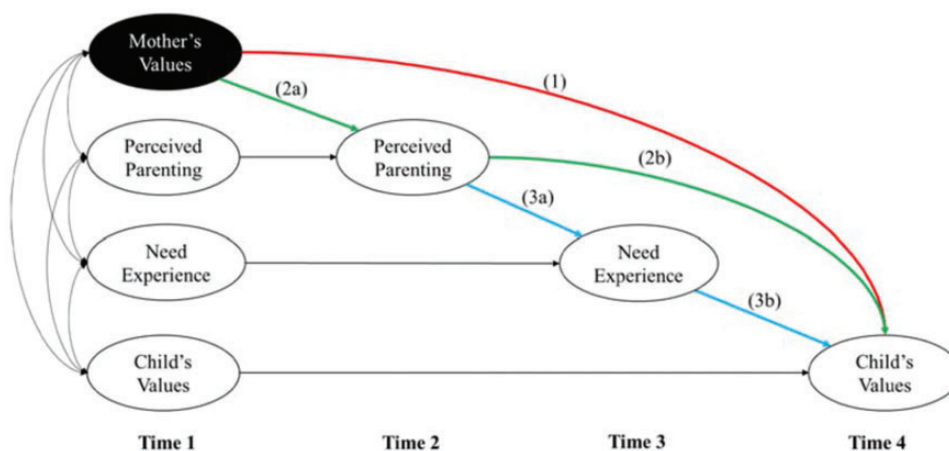 Mother's
Values
(1)
(2a)
Perceived
Parenting
Perceived
Parenting
(2b)
(3a)
Need
Experience
Need
Experience
(3b)
Child's
Values
Child's
Values
Time 1
Time 2
Time 3
Time 4